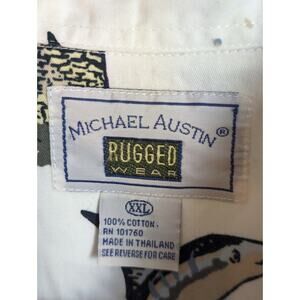 MICHAEL AUSTIN ®
RUGGED
WEAR
XXL
100% COTTON
RN 101760
MADE IN THAILAND
SEE REVERSE FOR CARE